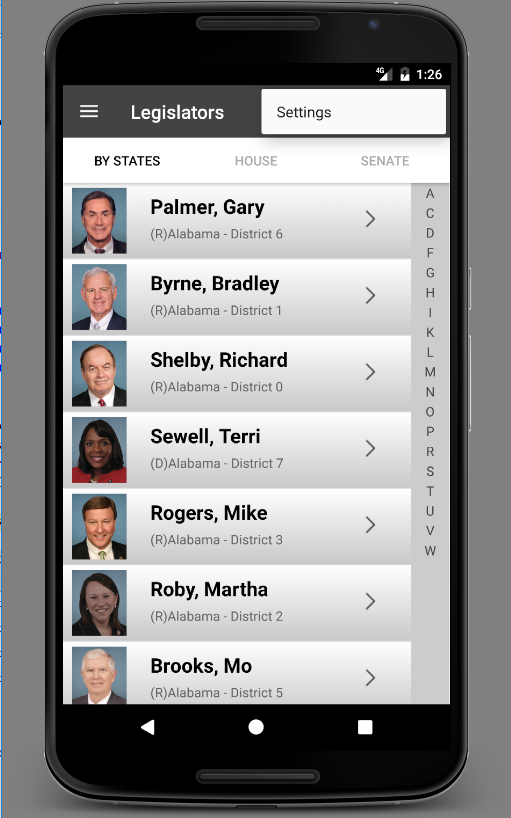 4G 1:26
Legislators
Settings
BY STATES HOUSE SENATE
Palmer, Gary
(R)Alabama - District 6
Byrne, Bradley
(R)Alabama - District 1
Shelby, Richard
(R)Alabama - District 0
Sewell, Terri
(D)Alabama - District 7
Rogers, Mike
(R)Alabama - District 3
Roby, Martha
(R)Alabama - District 2
Brooks, Mo
(R)Alabama - District 5
A
C
D
F
G
H
I
K
L
M
N
O
P
R
S
T
U
V
W